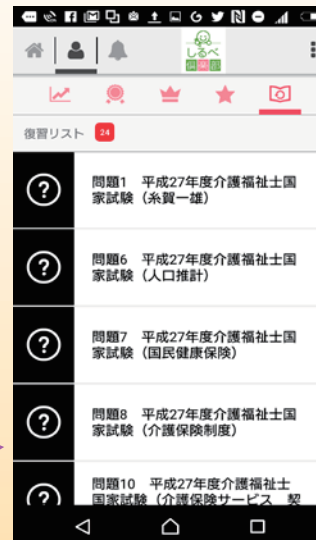 しるべ
倶楽部
復習リスト 24
問題1　平成27年度介護福祉士国
家試験（糸賀一雄）
問題6　平成27年度介護福祉士国
家試験（人口推計）
問題7　平成27年度介護福祉士国
家試験（国民健康保険）
問題8　平成27年度介護福祉士国
家試験（介護保険制度）
問題10　平成27年度介護福祉士
国家試験（介護保険サービス　契